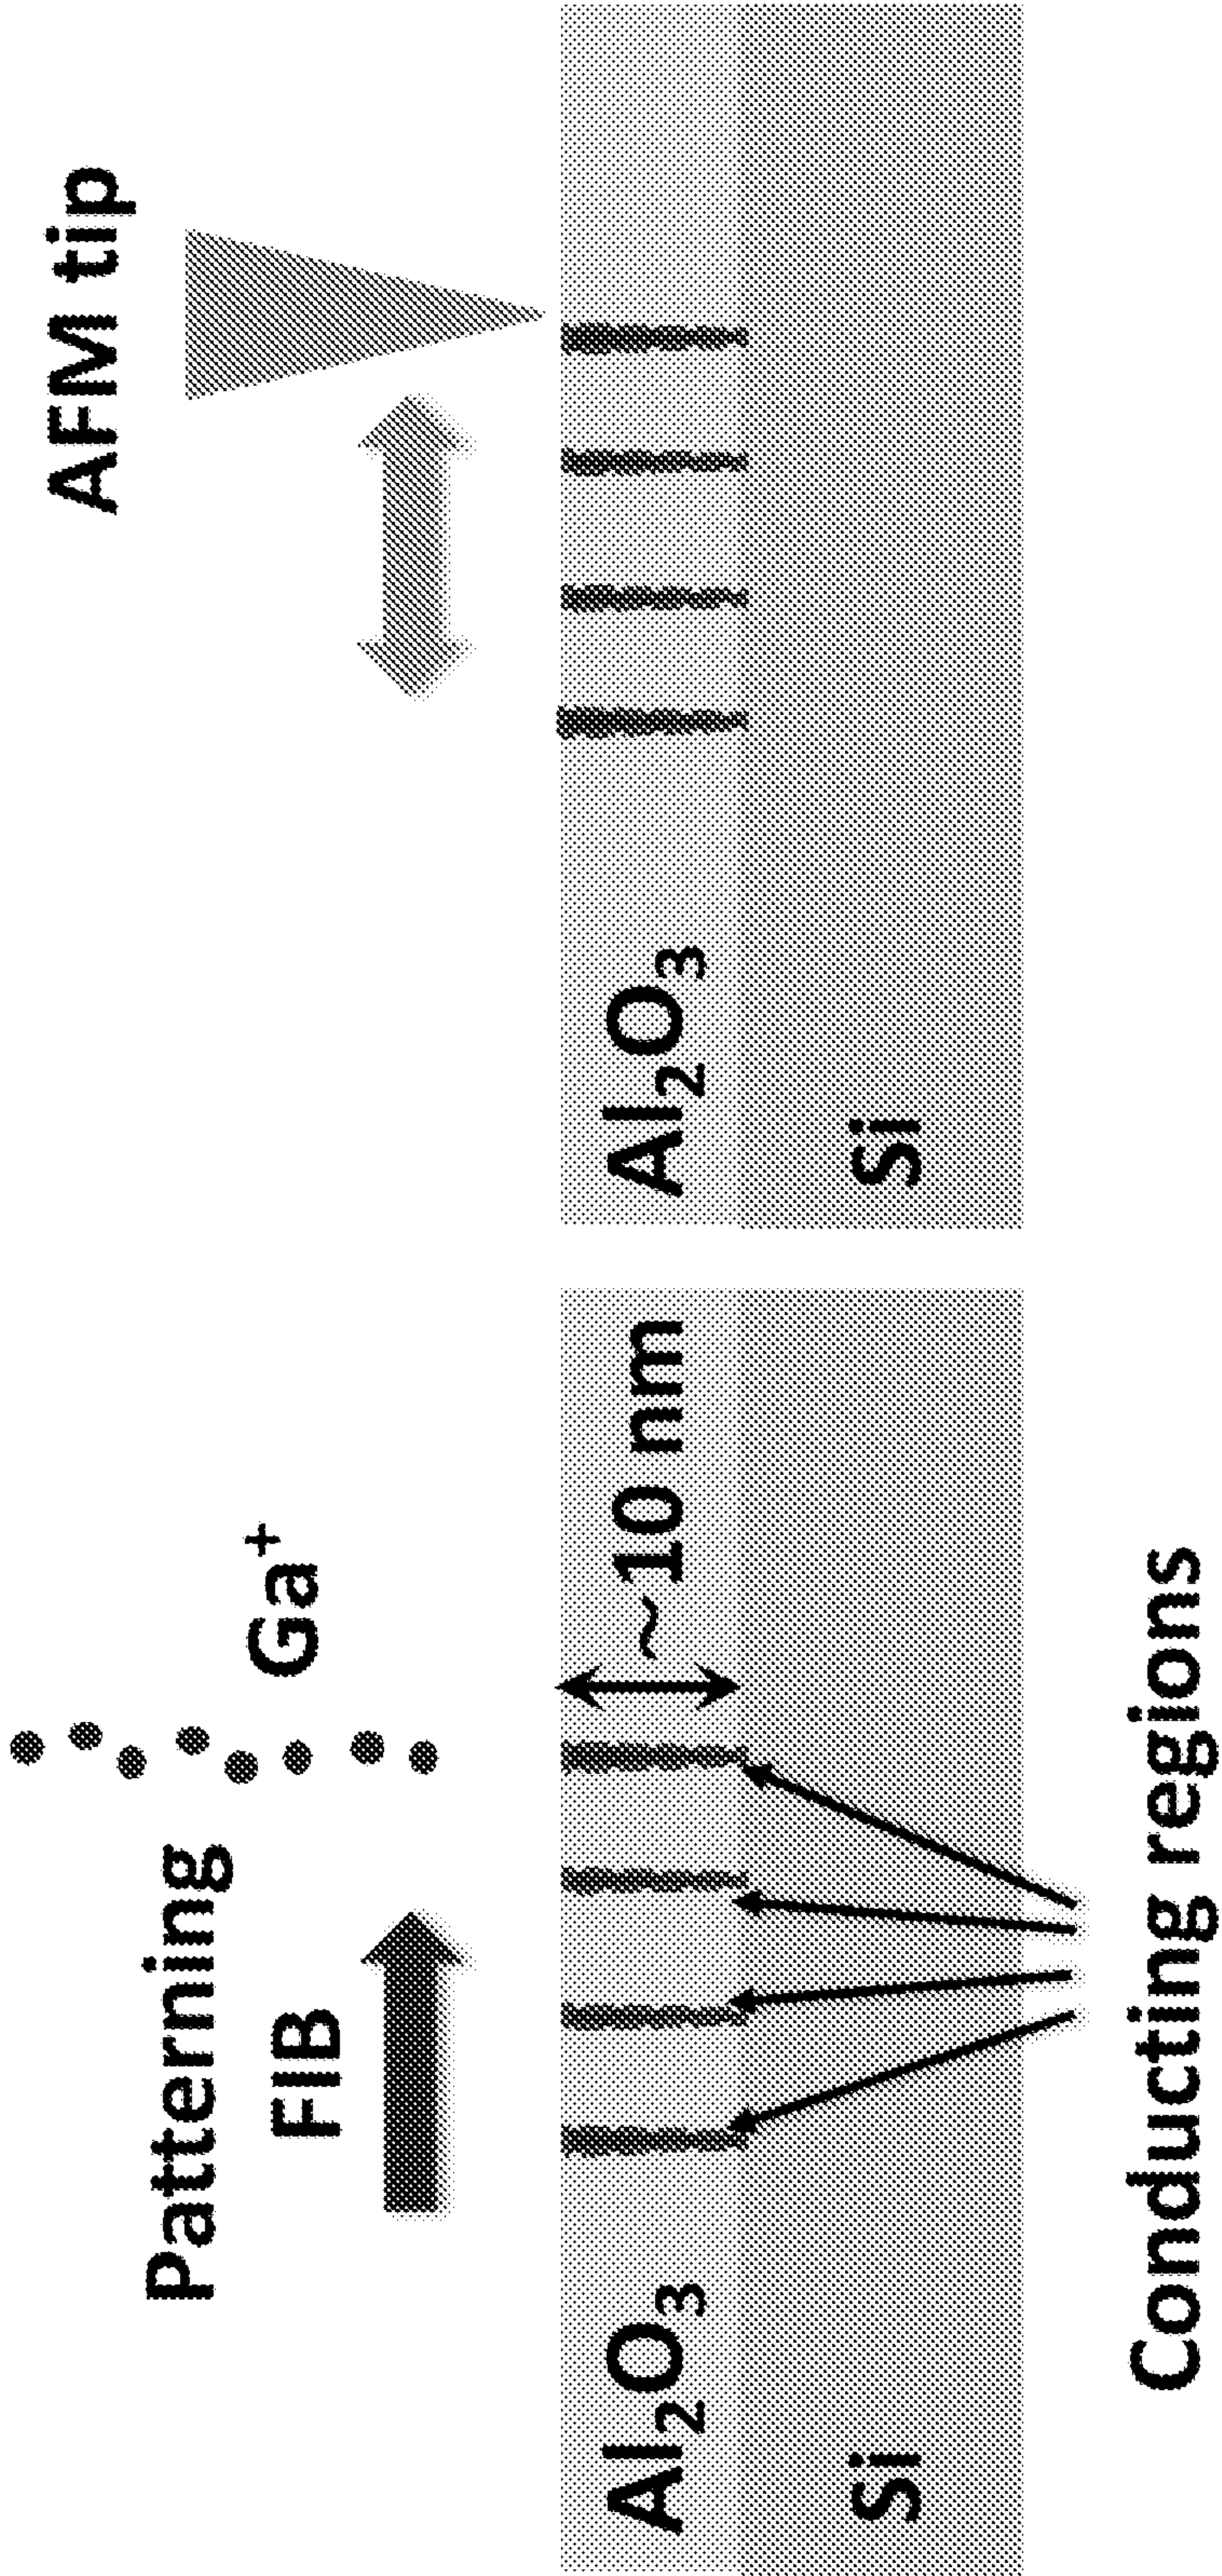 Patterning
FIB
Ga⁺
Al₂O₃
~10 nm
Si
Conducting regions
AFM tip
Al₂O₃
Si